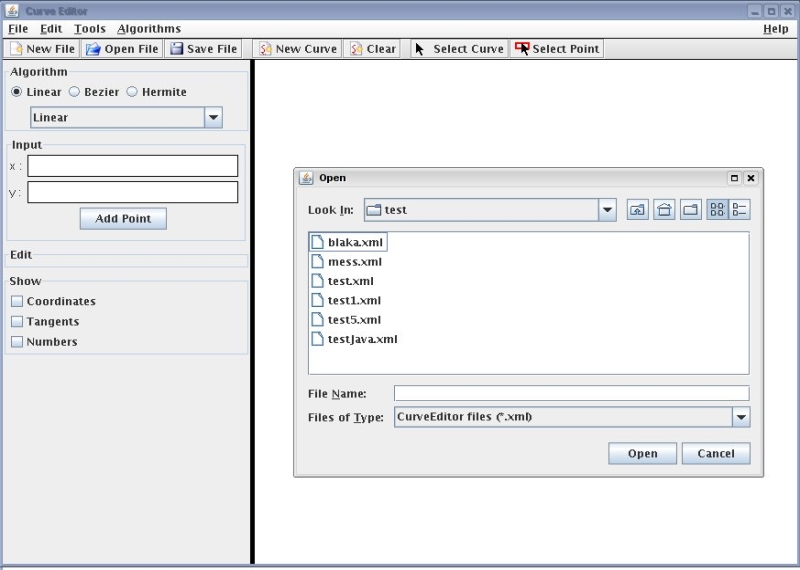 Curve Editor
File Edit Tools Algorithms Help
New File Open File Save File New Curve Clear Select Curve Select Point
Algorithm
Linear Bezier Hermite
Linear
Input
x :
y :
Add Point
Edit
Show
Coordinates
Tangents
Numbers
Open
Look In: test
blaka.xml
mess.xml
test.xml
test1.xml
test5.xml
testJava.xml
File Name:
Files of Type: CurveEditor files (*.xml)
Open Cancel